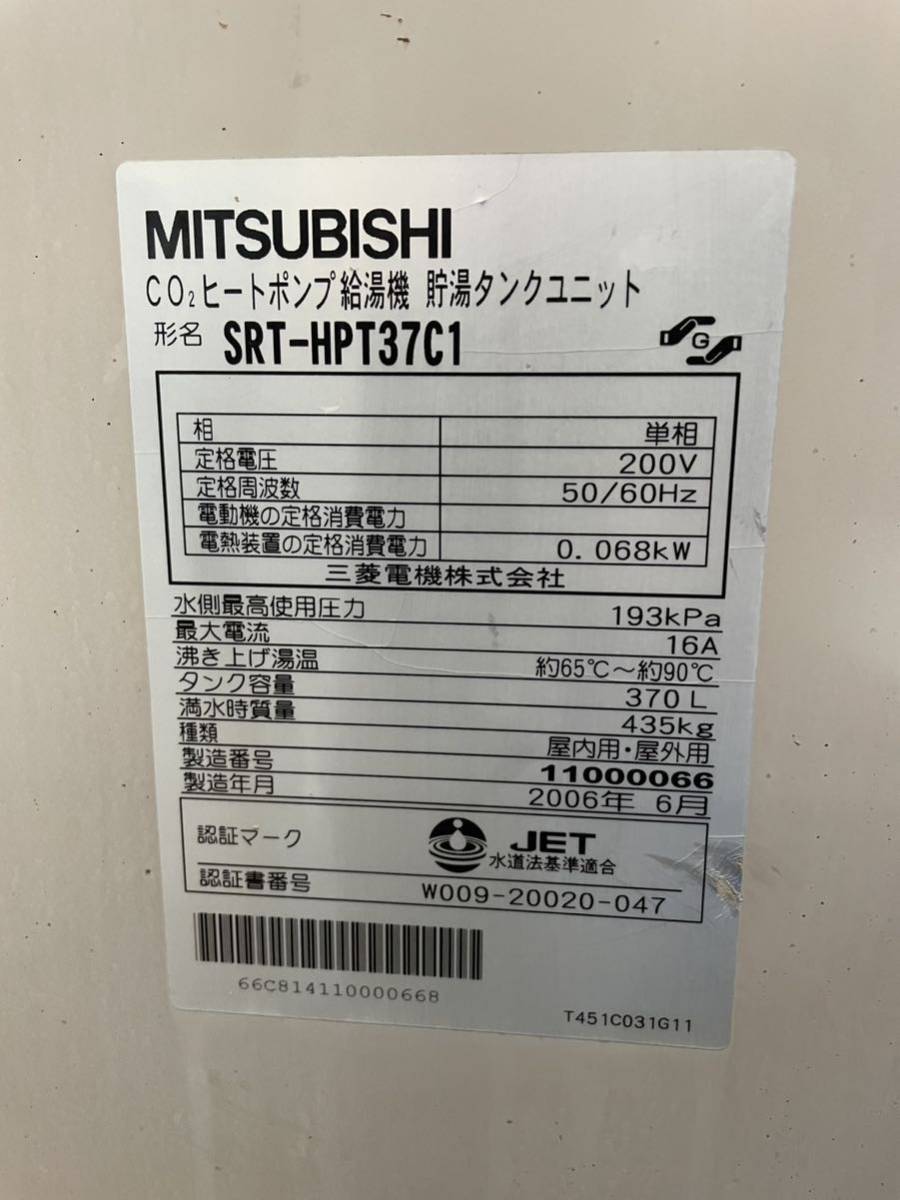 MITSUBISHI
CO₂ヒートポンプ給湯機 貯湯タンクユニット
形名 SRT-HPT37C1
G
相 単相
定格電圧 200V
定格周波数 50/60Hz
電動機の定格消費電力
電熱装置の定格消費電力 0.068kW
三菱電機株式会社
水側最高使用圧力 193kPa
最大電流 16A
沸き上げ湯温 約65℃～約90℃
タンク容量 370L
満水時質量 435kg
種類 屋内用・屋外用
製造番号 11000066
製造年月 2006年 6月
認証マーク JET
水道法基準適合
認証書番号 W009-20020-047
66C814110000668
T451C031G11